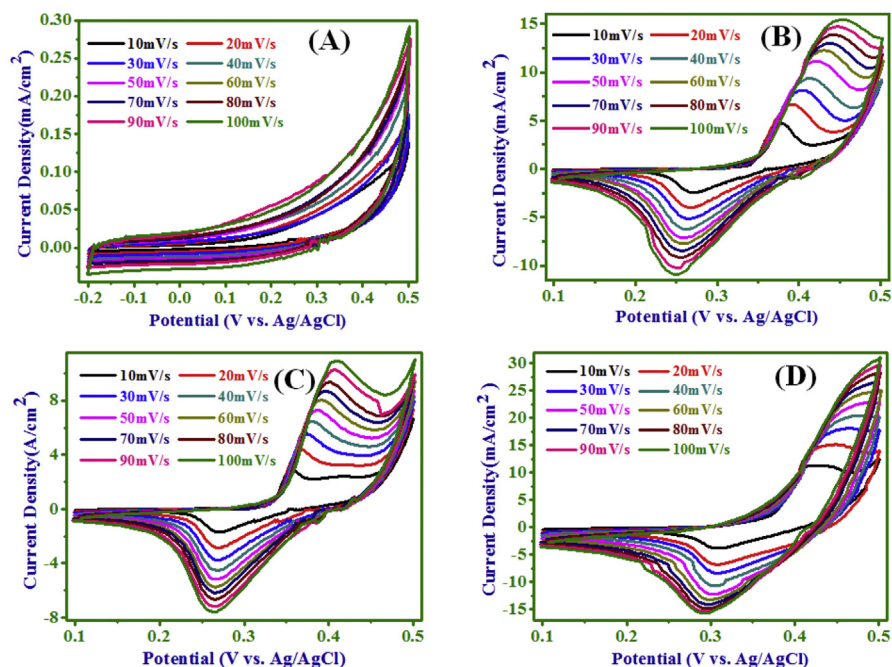 (A)
10mV/s 20mV/s
30mV/s 40mV/s
50mV/s 60mV/s
70mV/s 80mV/s
90mV/s 100mV/s
Current Density(mA/cm²)
0.30
0.25
0.20
0.15
0.10
0.05
0.00
-0.2 -0.1 0.0 0.1 0.2 0.3 0.4 0.5
Potential (V vs. Ag/AgCl)
(B)
10mV/s 20mV/s
30mV/s 40mV/s
50mV/s 60mV/s
70mV/s 80mV/s
90mV/s 100mV/s
Current Density(mA/cm²)
15
10
5
0
-5
-10
0.1 0.2 0.3 0.4 0.5
Potential (V vs. Ag/AgCl)
(C)
10mV/s 20mV/s
30mV/s 40mV/s
50mV/s 60mV/s
70mV/s 80mV/s
90mV/s 100mV/s
Current Density(A/cm²)
8
4
0
-4
-8
0.1 0.2 0.3 0.4 0.5
Potential (V vs. Ag/AgCl)
(D)
10mV/s 20mV/s
30mV/s 40mV/s
50mV/s 60mV/s
70mV/s 80mV/s
90mV/s 100mV/s
Current Density(mA/cm²)
30
25
20
15
10
5
0
-5
-10
-15
0.1 0.2 0.3 0.4 0.5
Potential (V vs. Ag/AgCl)